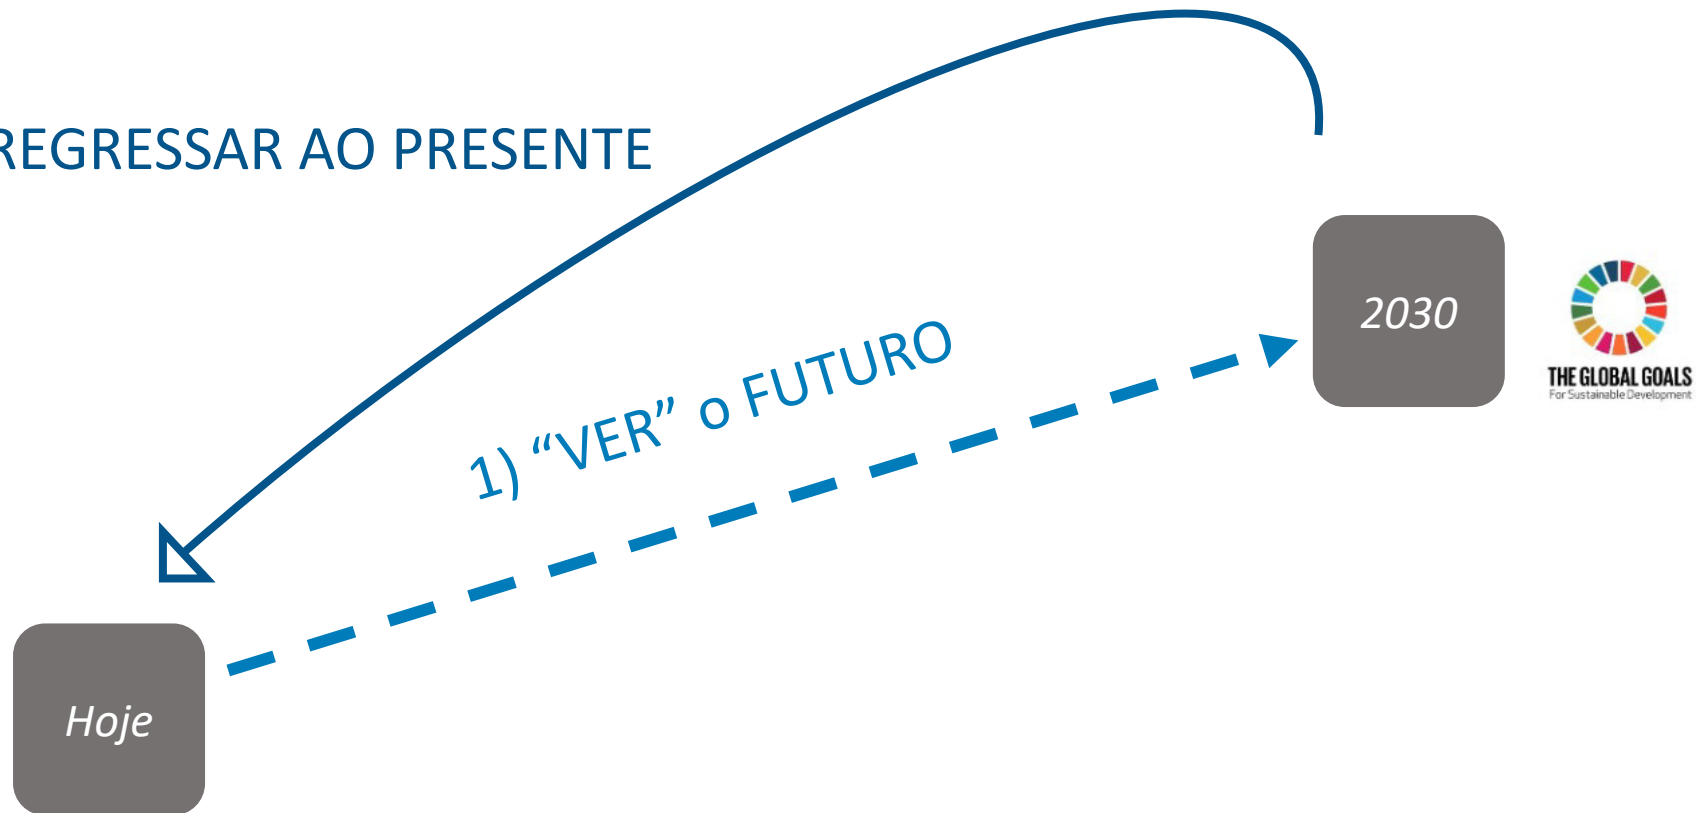 REGRESSAR AO PRESENTE
2030
THE GLOBAL GOALS
For Sustainable Development
1) “VER” o FUTURO
Hoje